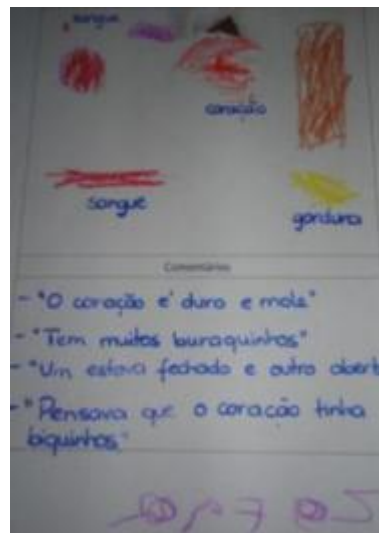 sangue
coração
sangue
gordura
Comentários
- "O coração e' duro e mole"
- "Tem muitos buraquinhos"
- "Um estava fechado e outro abert
- "Pensava que o coração tinha
biquinhos."